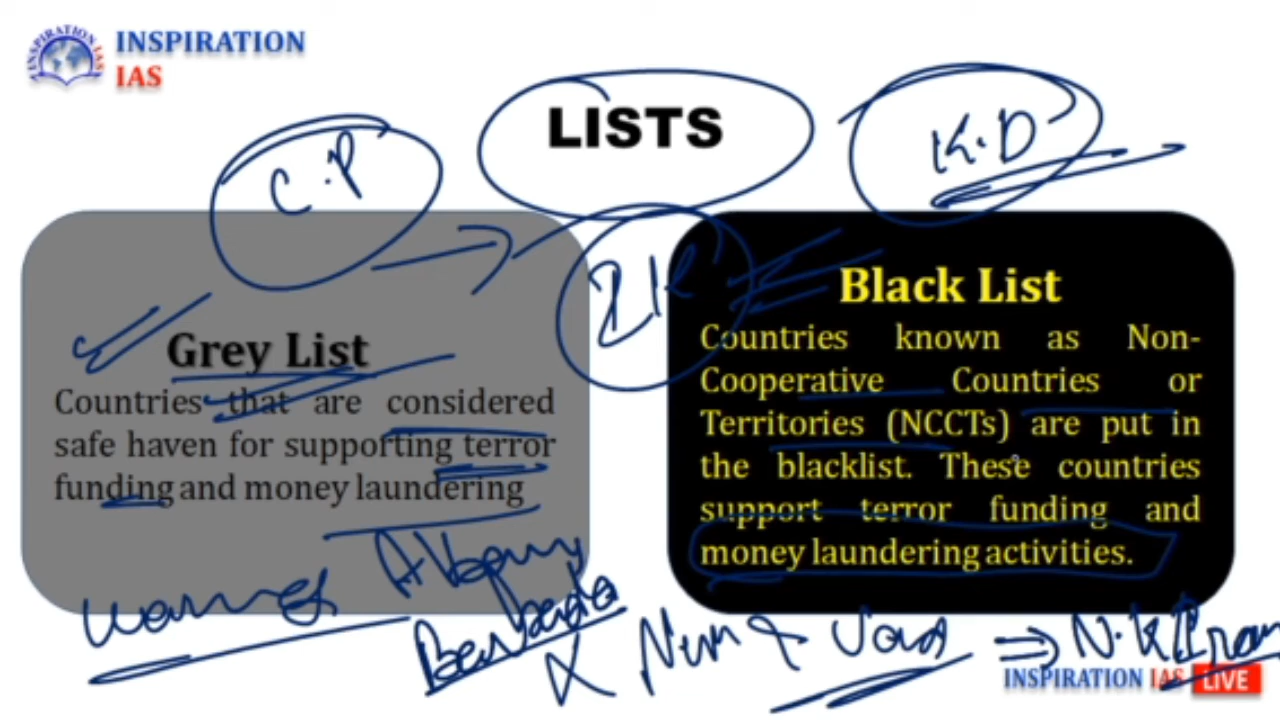 INSPIRATION
IAS
LISTS
C.P
K.D
Grey List
Countries that are considered
safe haven for supporting terror
funding and money laundering
Black List
Countries known as Non-
Cooperative Countries or
Territories (NCCTs) are put in
the blacklist. These countries
support terror funding and
money laundering activities.
N.K Iran
INSPIRATION IAS LIVE